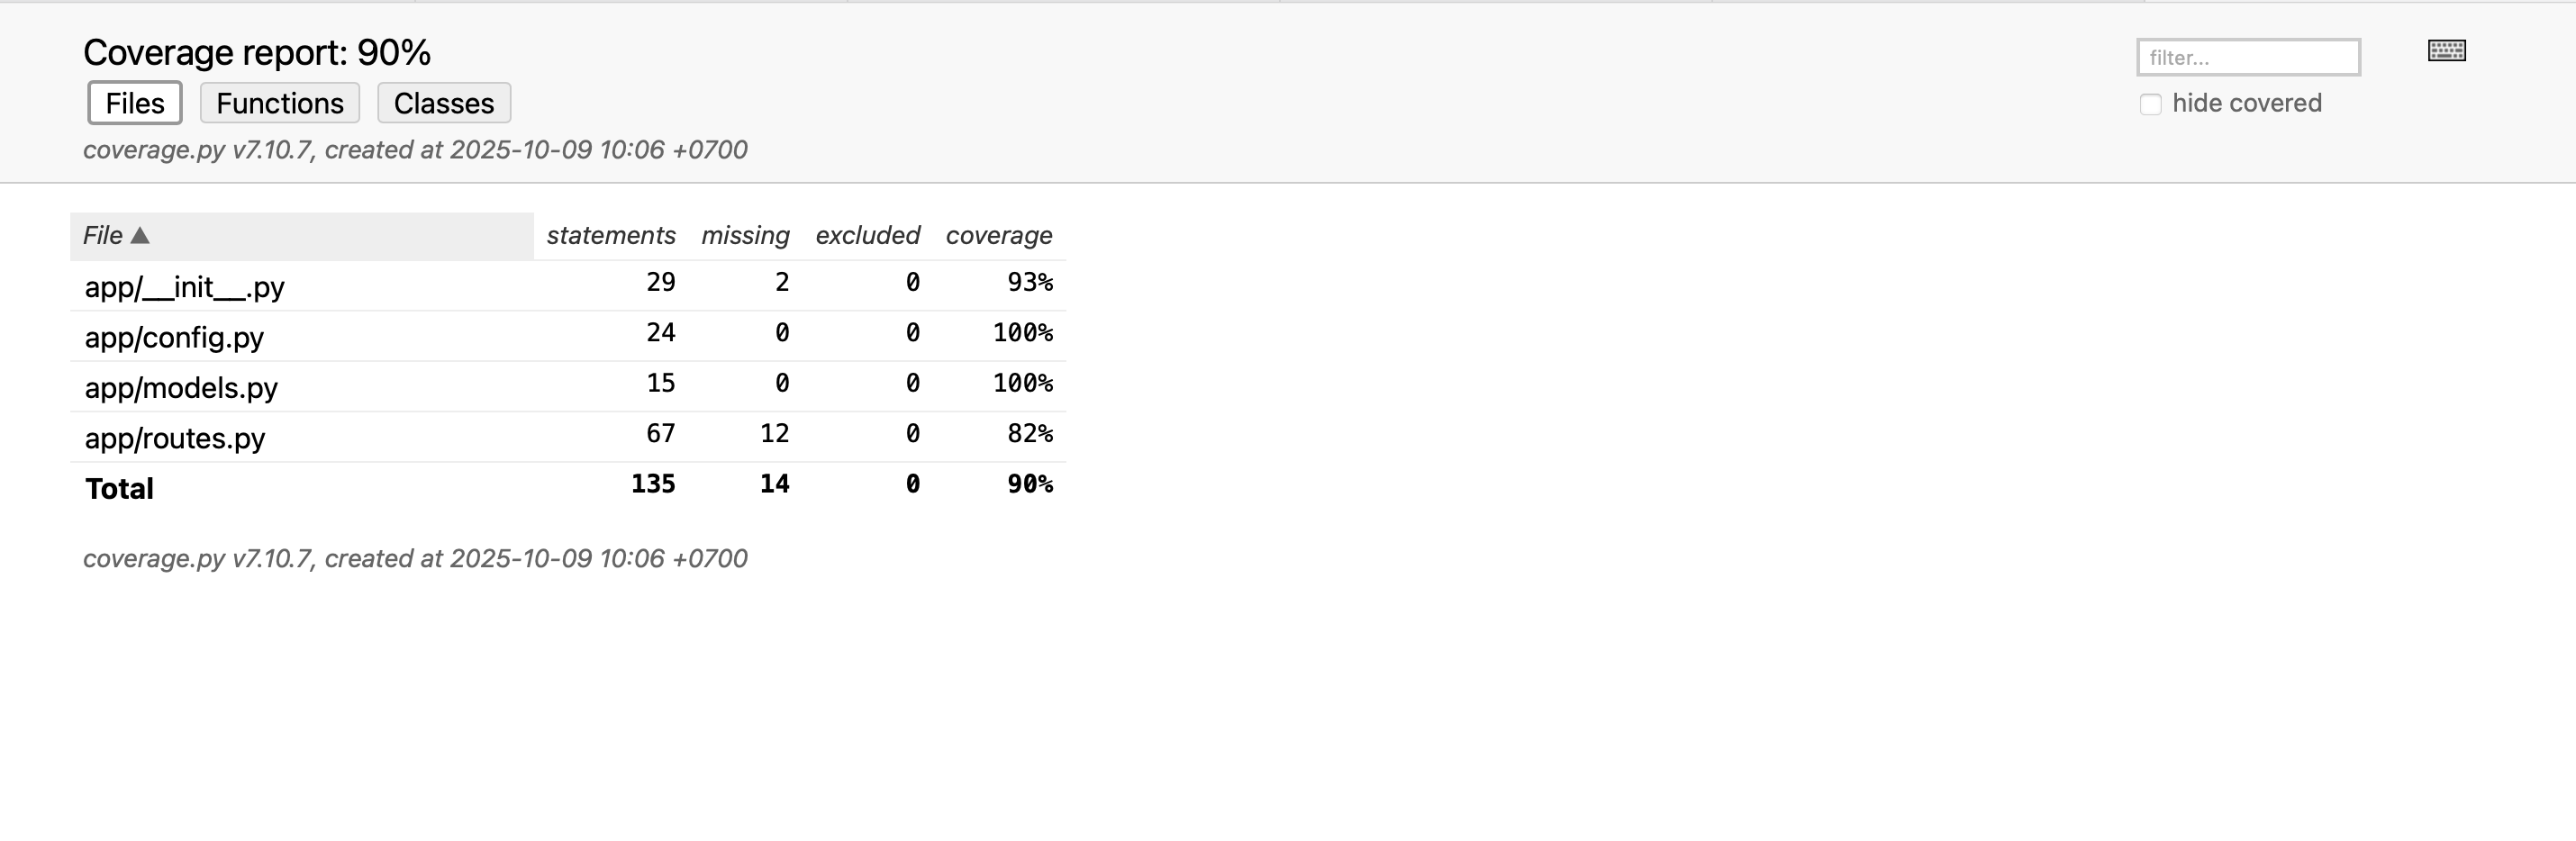 Coverage report: 90%
filter...
Files Functions Classes
hide covered
coverage.py v7.10.7, created at 2025-10-09 10:06 +0700
File ▲ statements missing excluded coverage
app/__init__.py 29 2 0 93%
app/config.py 24 0 0 100%
app/models.py 15 0 0 100%
app/routes.py 67 12 0 82%
Total 135 14 0 90%
coverage.py v7.10.7, created at 2025-10-09 10:06 +0700